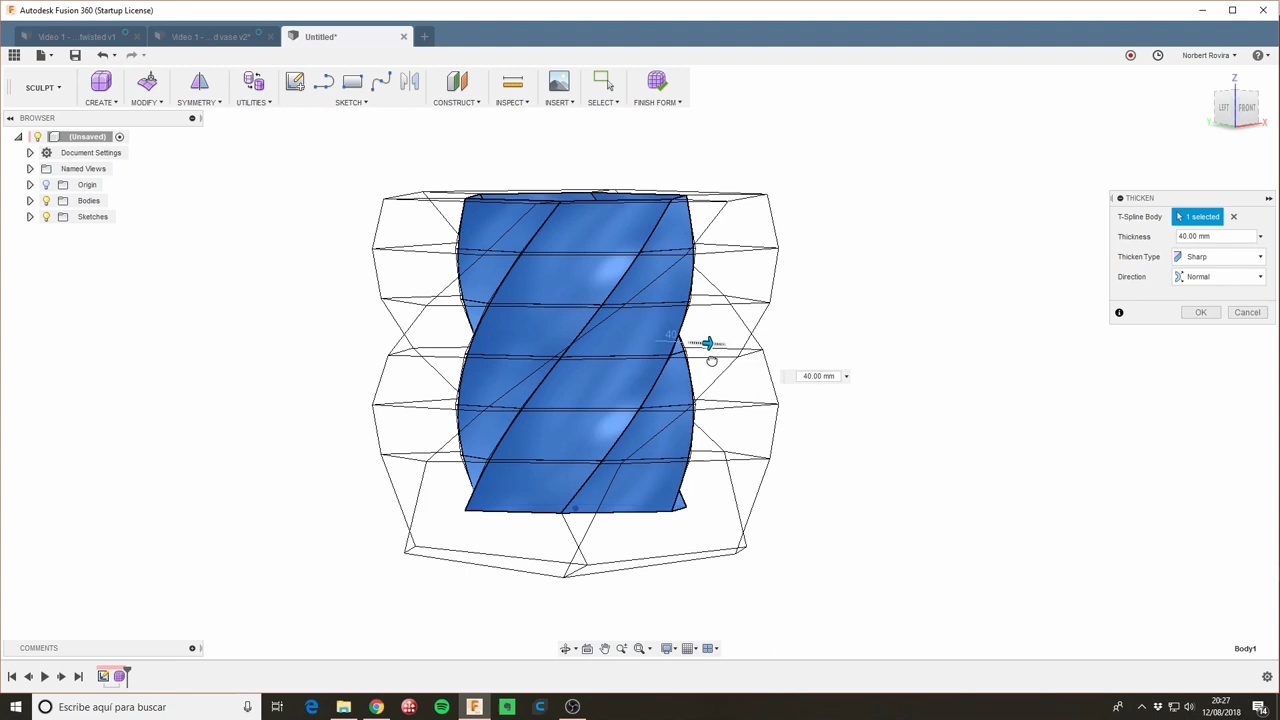 Autodesk Fusion 360 (Startup License)
Video 1 - ...twisted v1
Video 1 - ...d vase v2*
Untitled*
Norbert Rovira
SCULPT
CREATE
MODIFY
SYMMETRY
UTILITIES
SKETCH
CONSTRUCT
INSPECT
INSERT
SELECT
FINISH FORM
BROWSER
(Unsaved)
Document Settings
Named Views
Origin
Bodies
Sketches
Z
LEFT
FRONT
Y
X
THICKEN
T-Spline Body
1 selected
Thickness
40.00 mm
Thicken Type
Sharp
Direction
Normal
OK
Cancel
40
40.00 mm
COMMENTS
Body1
Escribe aquí para buscar
20:27
12/08/2018
14